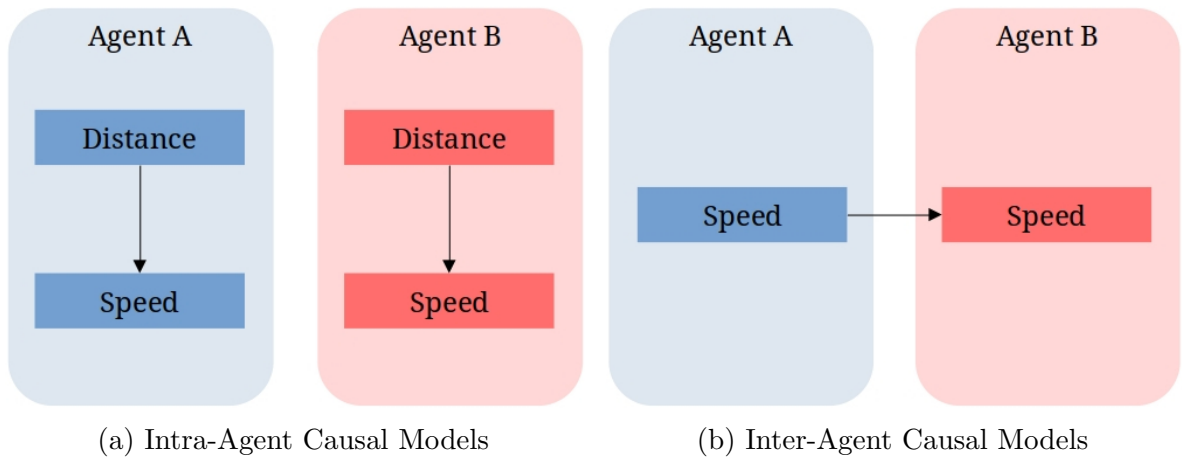 Agent A
Agent B
Distance
Distance
Speed
Speed
(a) Intra-Agent Causal Models
Agent A
Agent B
Speed
Speed
(b) Inter-Agent Causal Models